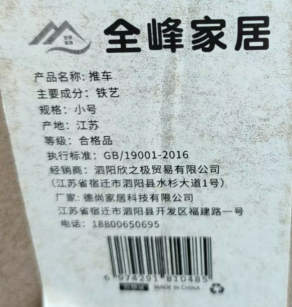 全峰家居
产品名称：推车
主要成分：铁艺
规格：小号
产地：江苏
等级：合格品
执行标准：GB/19001-2016
经销商：泗阳欣之极贸易有限公司
（江苏省宿迁市泗阳县水杉大道1号）
厂家：德尚家居科技有限公司
江苏省宿迁市泗阳县开发区福建路一号
电话：18800650695
6 974291 810485
MADE IN CHINA